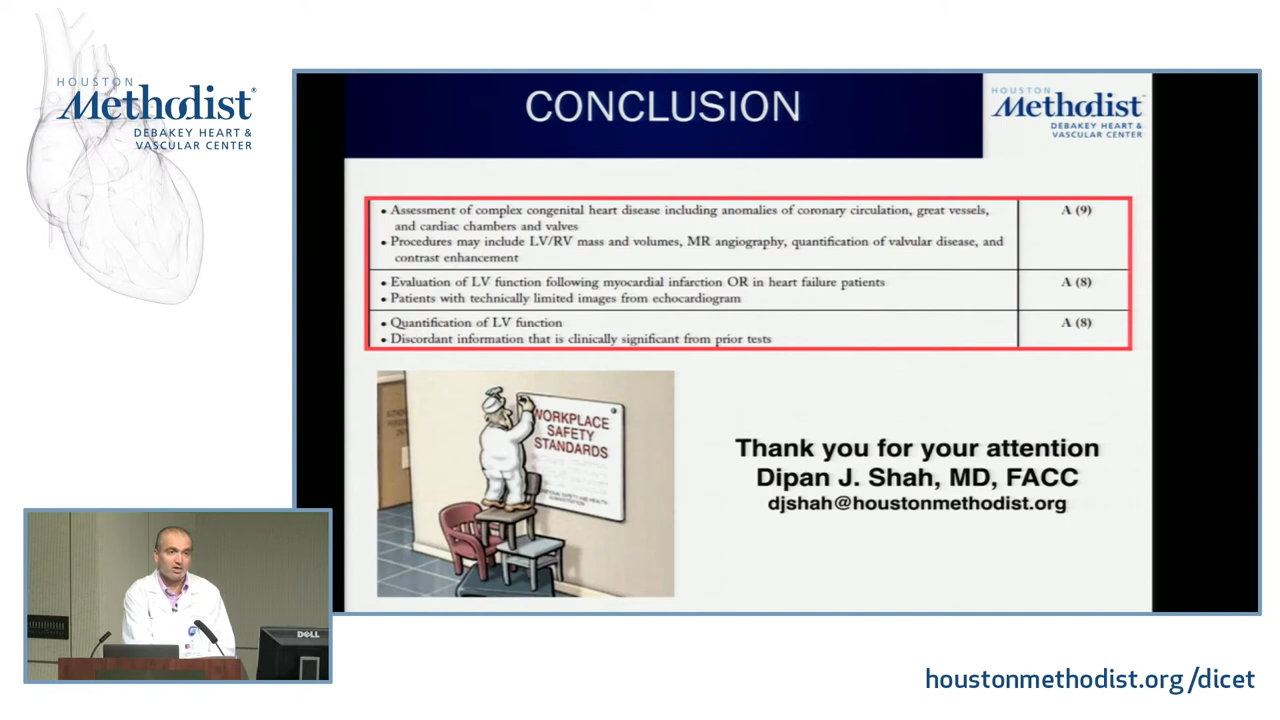 HOUSTON
Methodist®
DEBAKEY HEART &
VASCULAR CENTER
CONCLUSION
HOUSTON
Methodist
DEBAKEY HEART &
VASCULAR CENTER
• Assessment of complex congenital heart disease including anomalies of coronary circulation, great vessels, A (9)
and cardiac chambers and valves
• Procedures may include LV/RV mass and volumes, MR angiography, quantification of valvular disease, and
contrast enhancement
• Evaluation of LV function following myocardial infarction OR in heart failure patients A (8)
• Patients with technically limited images from echocardiogram
• Quantification of LV function A (8)
• Discordant information that is clinically significant from prior tests
WORKPLACE
SAFETY
STANDARDS
Thank you for your attention
Dipan J. Shah, MD, FACC
djshah@houstonmethodist.org
DELL
houstonmethodist.org/dicet